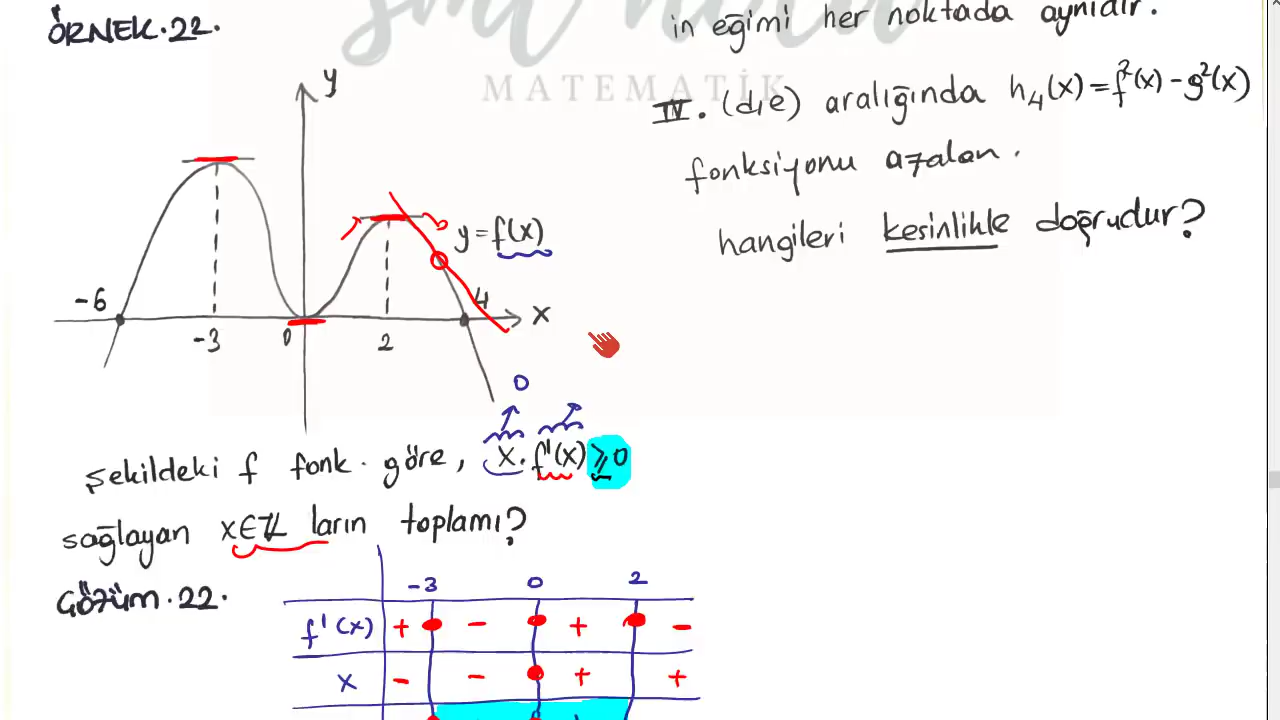 ÖRNEK.22.
y
y = f(x)
-6
-3
0
2
4
x
0
Şekildeki f fonk. göre, x.f'(x) ⩾ 0
sağlayan x∈ℤ ların toplamı?
Çözüm.22.
-3 0 2
f'(x) + - + -
x - - + +
in eğimi her noktada aynıdır.
IV. (d,e) aralığında h₄(x) = f²(x) - g²(x)
fonksiyonu azalan.
hangileri kesinlikle doğrudur?
MATEMATİK